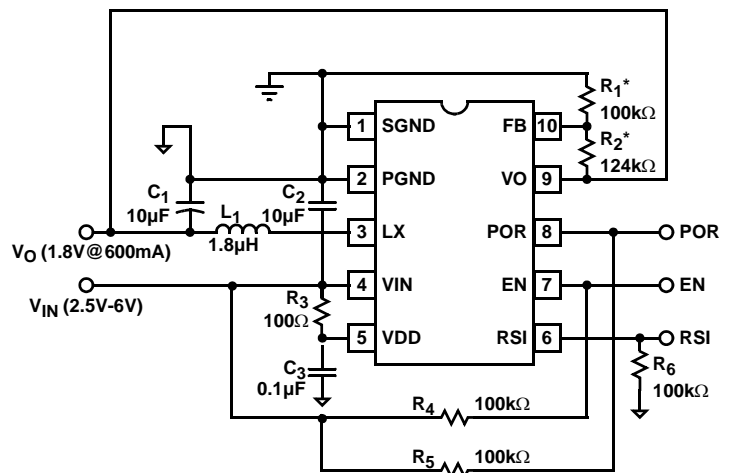 R1*
100kΩ
1 SGND FB 10
R2*
124kΩ
2 PGND VO 9
C1
10µF
C2
10µF
L1
1.8µH
3 LX POR 8 POR
VO (1.8V@600mA)
4 VIN EN 7 EN
VIN (2.5V-6V)
R3
100Ω
5 VDD RSI 6 RSI
C3
0.1µF
R6
100kΩ
R4 100kΩ
R5 100kΩ